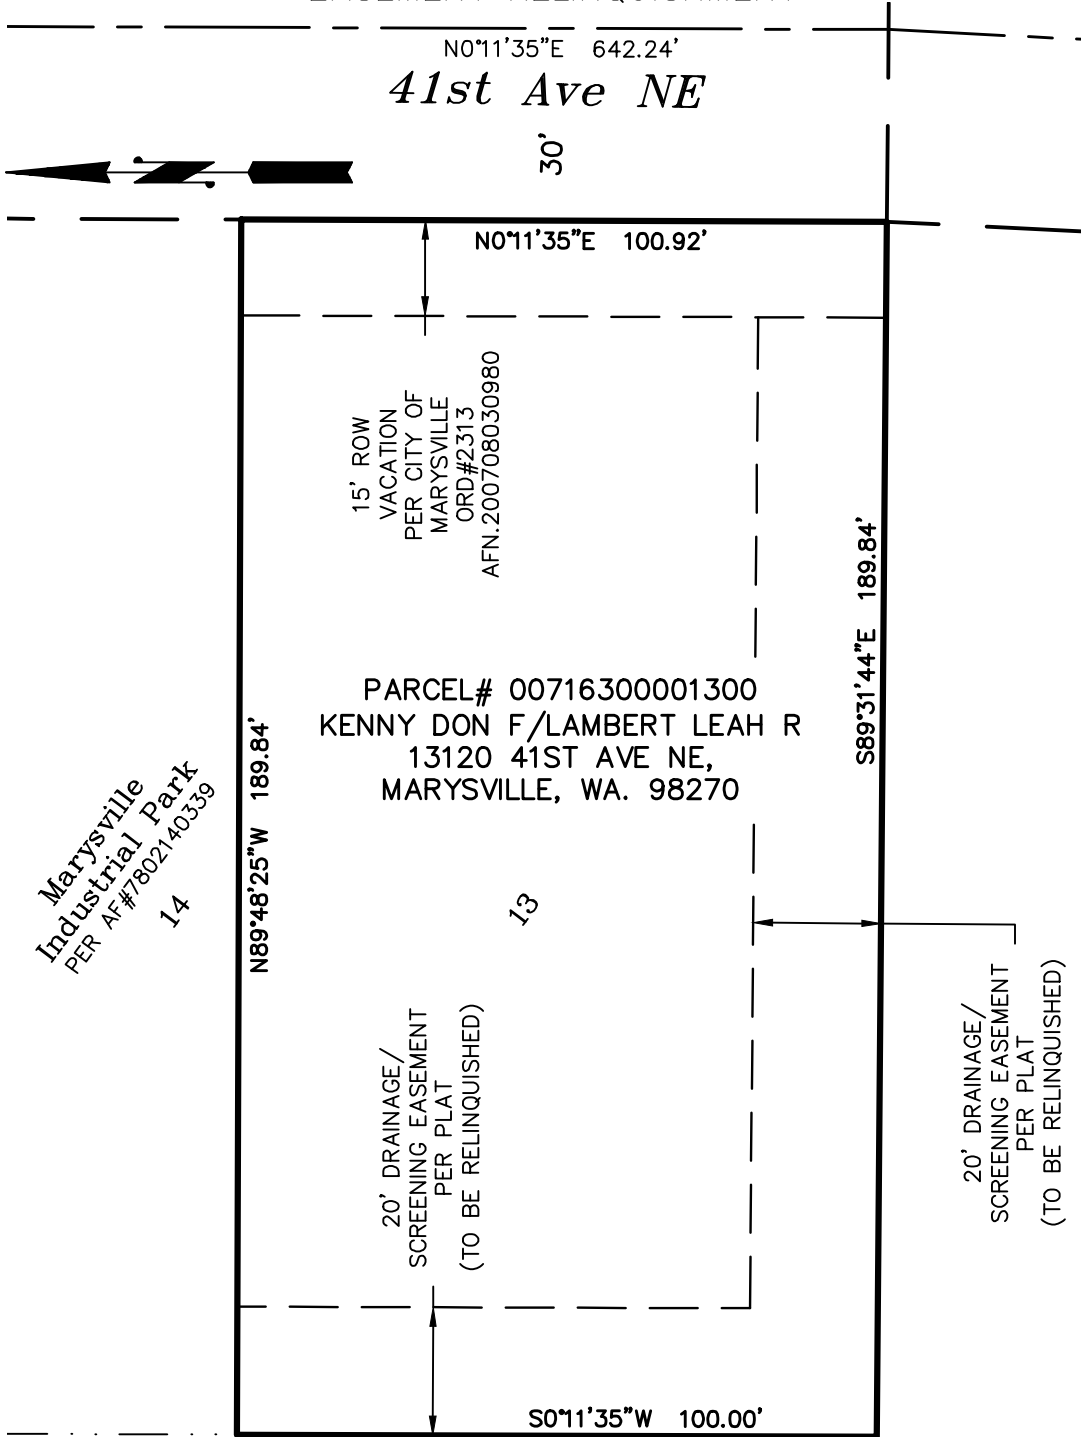 N0°11'35"E 642.24'
41st Ave NE
30'
N0°11'35"E 100.92'
15' ROW
VACATION
PER CITY OF
MARYSVILLE
ORD#2313
AFN.200708030980
S89°31'44"E 189.84'
PARCEL# 00716300001300
KENNY DON F/LAMBERT LEAH R
13120 41ST AVE NE,
MARYSVILLE, WA. 98270
N89°48'25"W 189.84'
Marysville
Industrial Park
PER AF#7802140339
14
13
20' DRAINAGE/
SCREENING EASEMENT
PER PLAT
(TO BE RELINQUISHED)
20' DRAINAGE/
SCREENING EASEMENT
PER PLAT
(TO BE RELINQUISHED)
S0°11'35"W 100.00'